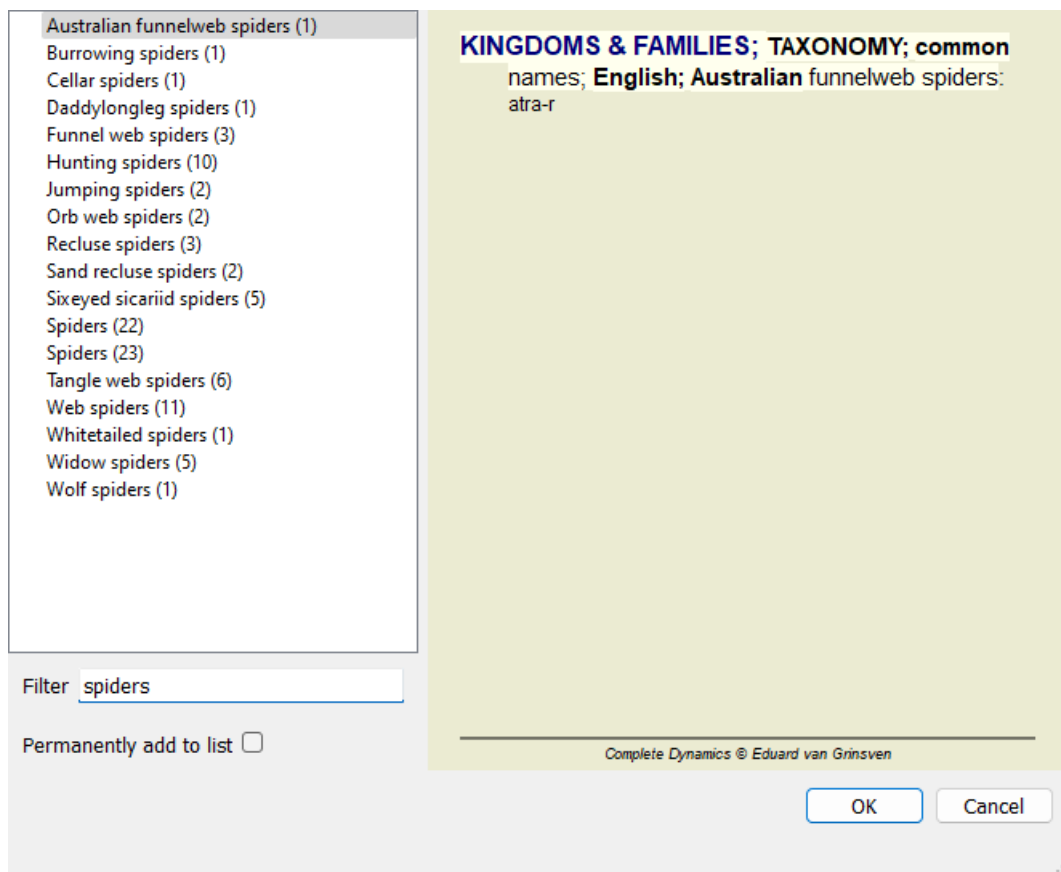 Australian funnelweb spiders (1)
Burrowing spiders (1)
Cellar spiders (1)
Daddylongleg spiders (1)
Funnel web spiders (3)
Hunting spiders (10)
Jumping spiders (2)
Orb web spiders (2)
Recluse spiders (3)
Sand recluse spiders (2)
Sixeyed sicariid spiders (5)
Spiders (22)
Spiders (23)
Tangle web spiders (6)
Web spiders (11)
Whitetailed spiders (1)
Widow spiders (5)
Wolf spiders (1)
Filter spiders
Permanently add to list
KINGDOMS & FAMILIES; TAXONOMY; common
names; English; Australian funnelweb spiders:
atra-r
Complete Dynamics © Eduard van Grinsven
OK Cancel